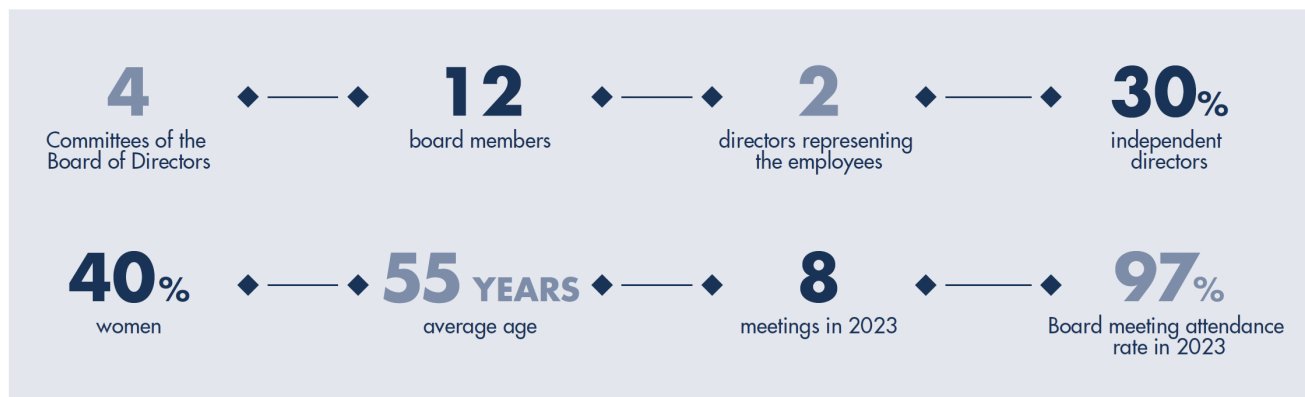 4
Committees of the
Board of Directors
12
board members
2
directors representing
the employees
30%
independent
directors
40%
women
55 YEARS
average age
8
meetings in 2023
97%
Board meeting attendance
rate in 2023